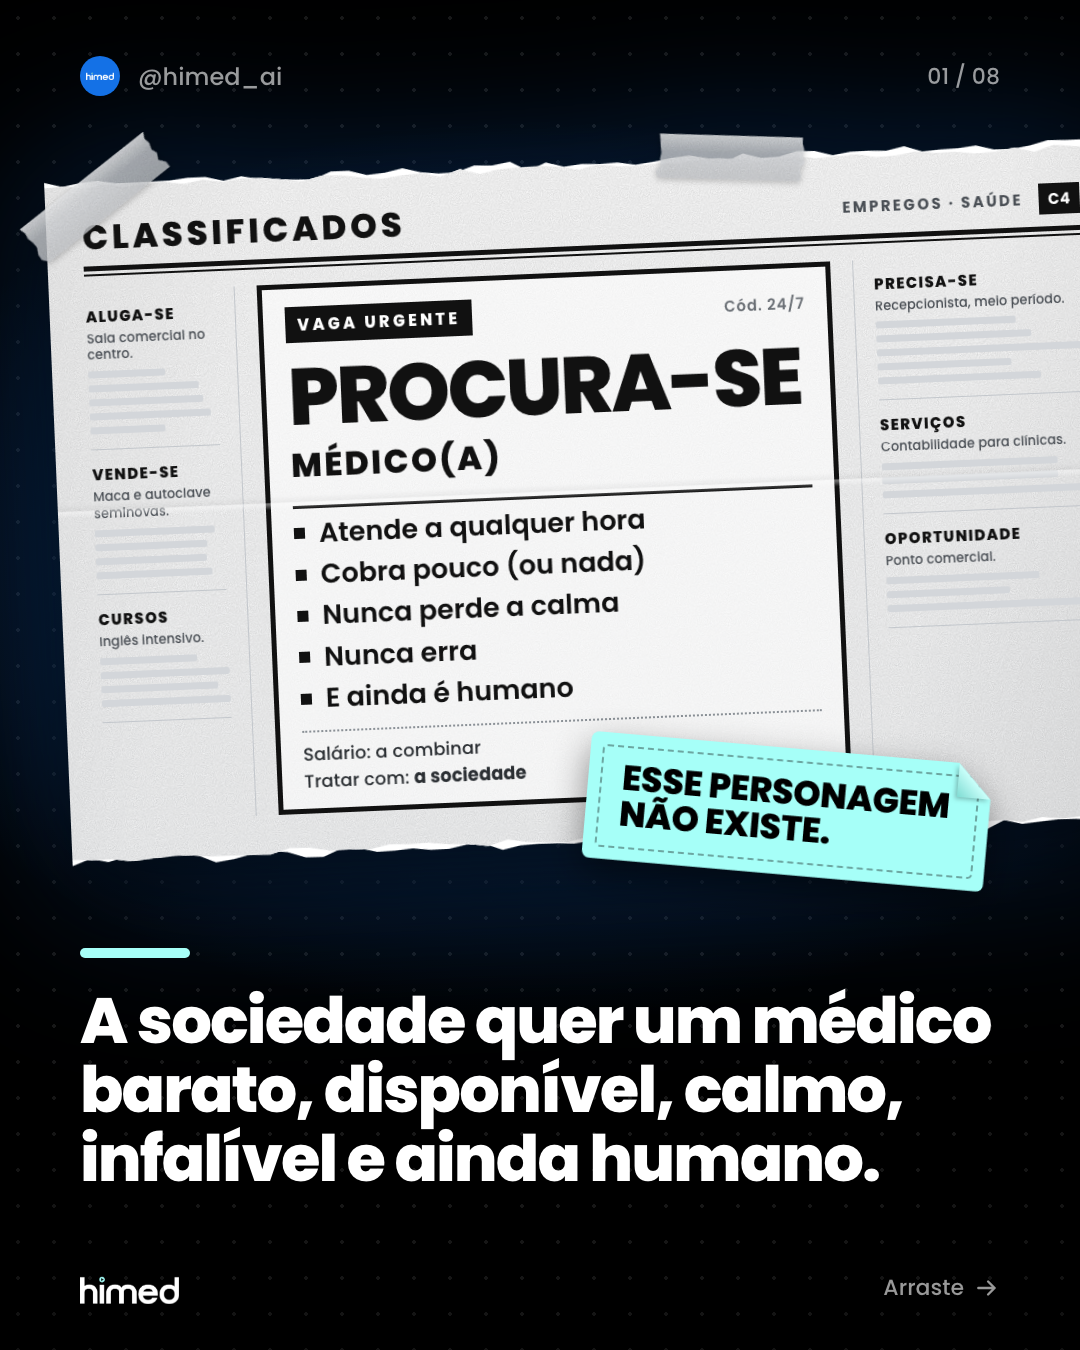 himed
@himed_ai
01 / 08
CLASSIFICADOS
EMPREGOS · SAÚDE
C4
ALUGA-SE
Sala comercial no
centro.
VENDE-SE
Maca e autoclave
seminovas.
CURSOS
Inglês intensivo.
VAGA URGENTE
Cód. 24/7
PROCURA-SE
MÉDICO(A)
Atende a qualquer hora
Cobra pouco (ou nada)
Nunca perde a calma
Nunca erra
E ainda é humano
Salário: a combinar
Tratar com: a sociedade
PRECISA-SE
Recepcionista, meio período.
SERVIÇOS
Contabilidade para clínicas.
OPORTUNIDADE
Ponto comercial.
ESSE PERSONAGEM
NÃO EXISTE.
A sociedade quer um médico
barato, disponível, calmo,
infalível e ainda humano.
himed
Arraste →